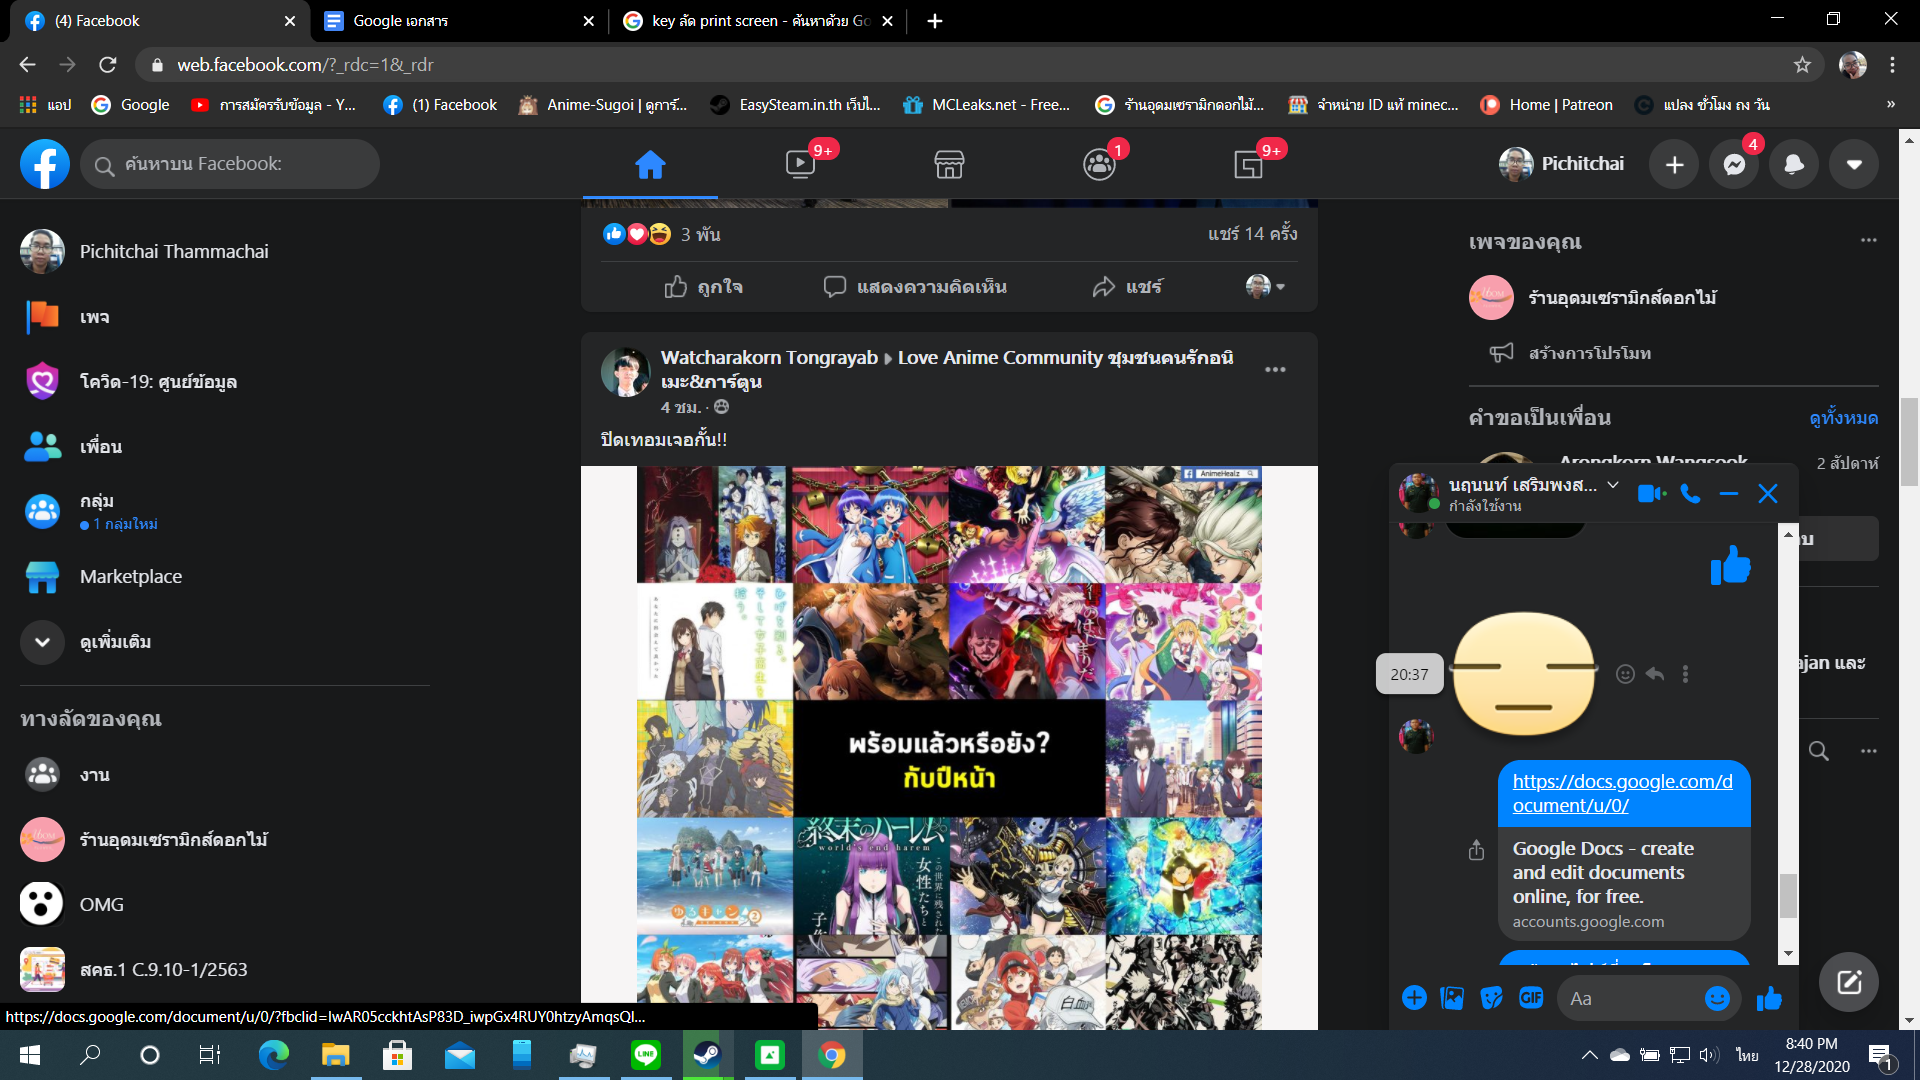 (4) Facebook
Google เอกสาร
key ลัด print screen - ค้นหาด้วย Go
web.facebook.com/?_rdc=1&_rdr
แอป
Google
การสมัครรับข้อมูล - Y...
(1) Facebook
Anime-Sugoi | ดูการ์...
EasySteam.in.th เว็บไ...
MCLeaks.net - Free...
ร้านอุดมเซรามิกดอกไม้...
จำหน่าย ID แท้ minec...
Home | Patreon
แปลง ชั่วโมง ถง วัน
»
ค้นหาบน Facebook:
9+
1
9+
Pichitchai
4
Pichitchai Thammachai
เพจ
โควิด-19: ศูนย์ข้อมูล
เพื่อน
กลุ่ม
1 กลุ่มใหม่
Marketplace
ดูเพิ่มเติม
ทางลัดของคุณ
งาน
ร้านอุดมเซรามิกส์ดอกไม้
OMG
สคธ.1 C.9.10-1/2563
https://docs.google.com/document/u/0/?fbclid=IwAR05cckhtAsP83D_iwpGx4RUY0htzyAmqsQI...
3 พัน
แชร์ 14 ครั้ง
ถูกใจ
แสดงความคิดเห็น
แชร์
Watcharakorn Tongrayab
Love Anime Community ชุมชนคนรักอนิ
เมะ&การ์ตูน
4 ชม. ·
ปิดเทอมเจอกั้น!!
AnimeHealz
พร้อมแล้วหรือยัง?
กับปีหน้า
終末のハーレム
world's end harem
ゆるキャン
เพจของคุณ
ร้านอุดมเซรามิกส์ดอกไม้
สร้างการโปรโมท
คำขอเป็นเพื่อน
ดูทั้งหมด
Arongkorn Wangsook
2 สัปดาห์
นฤนนท์ เสริมพงส...
กำลังใช้งาน
ajan และ
20:37
https://docs.google.com/d
ocument/u/0/
Google Docs - create
and edit documents
online, for free.
accounts.google.com
GIF
Aa
LINE
ไทย
8:40 PM
12/28/2020
1